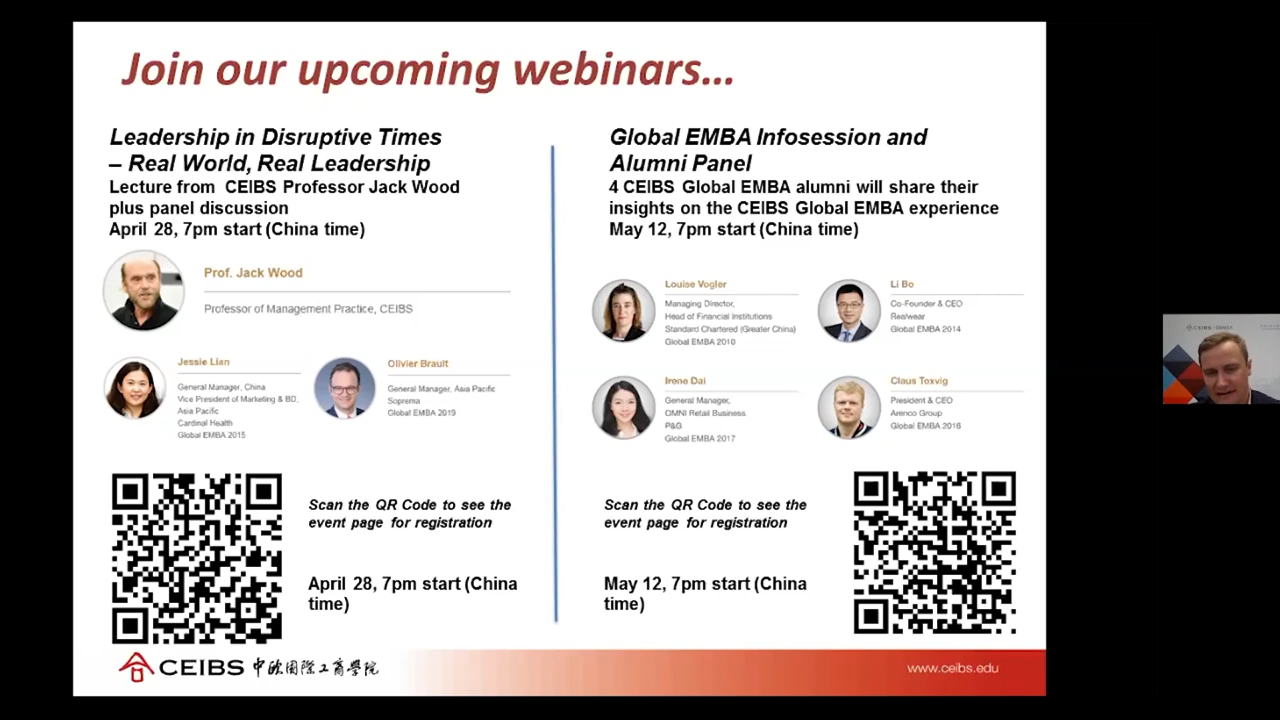 Join our upcoming webinars...
Leadership in Disruptive Times
– Real World, Real Leadership
Lecture from CEIBS Professor Jack Wood
plus panel discussion
April 28, 7pm start (China time)
Prof. Jack Wood
Professor of Management Practice, CEIBS
Jessie Lian
General Manager, China
Vice President of Marketing & BD,
Asia Pacific
Cardinal Health
Global EMBA 2015
Olivier Brault
General Manager, Asia Pacific
Soprema
Global EMBA 2019
Scan the QR Code to see the
event page for registration
April 28, 7pm start (China
time)
Global EMBA Infosession and
Alumni Panel
4 CEIBS Global EMBA alumni will share their
insights on the CEIBS Global EMBA experience
May 12, 7pm start (China time)
Louise Vogler
Managing Director,
Head of Financial Institutions
Standard Chartered (Greater China)
Global EMBA 2010
Li Bo
Co-Founder & CEO
Realwear
Global EMBA 2014
Irene Dai
General Manager,
OMNI Retail Business
P&G
Global EMBA 2017
Claus Toxvig
President & CEO
Arenco Group
Global EMBA 2016
Scan the QR Code to see the
event page for registration
May 12, 7pm start (China
time)
CEIBS 中欧国际工商学院
www.ceibs.edu
CEIBS